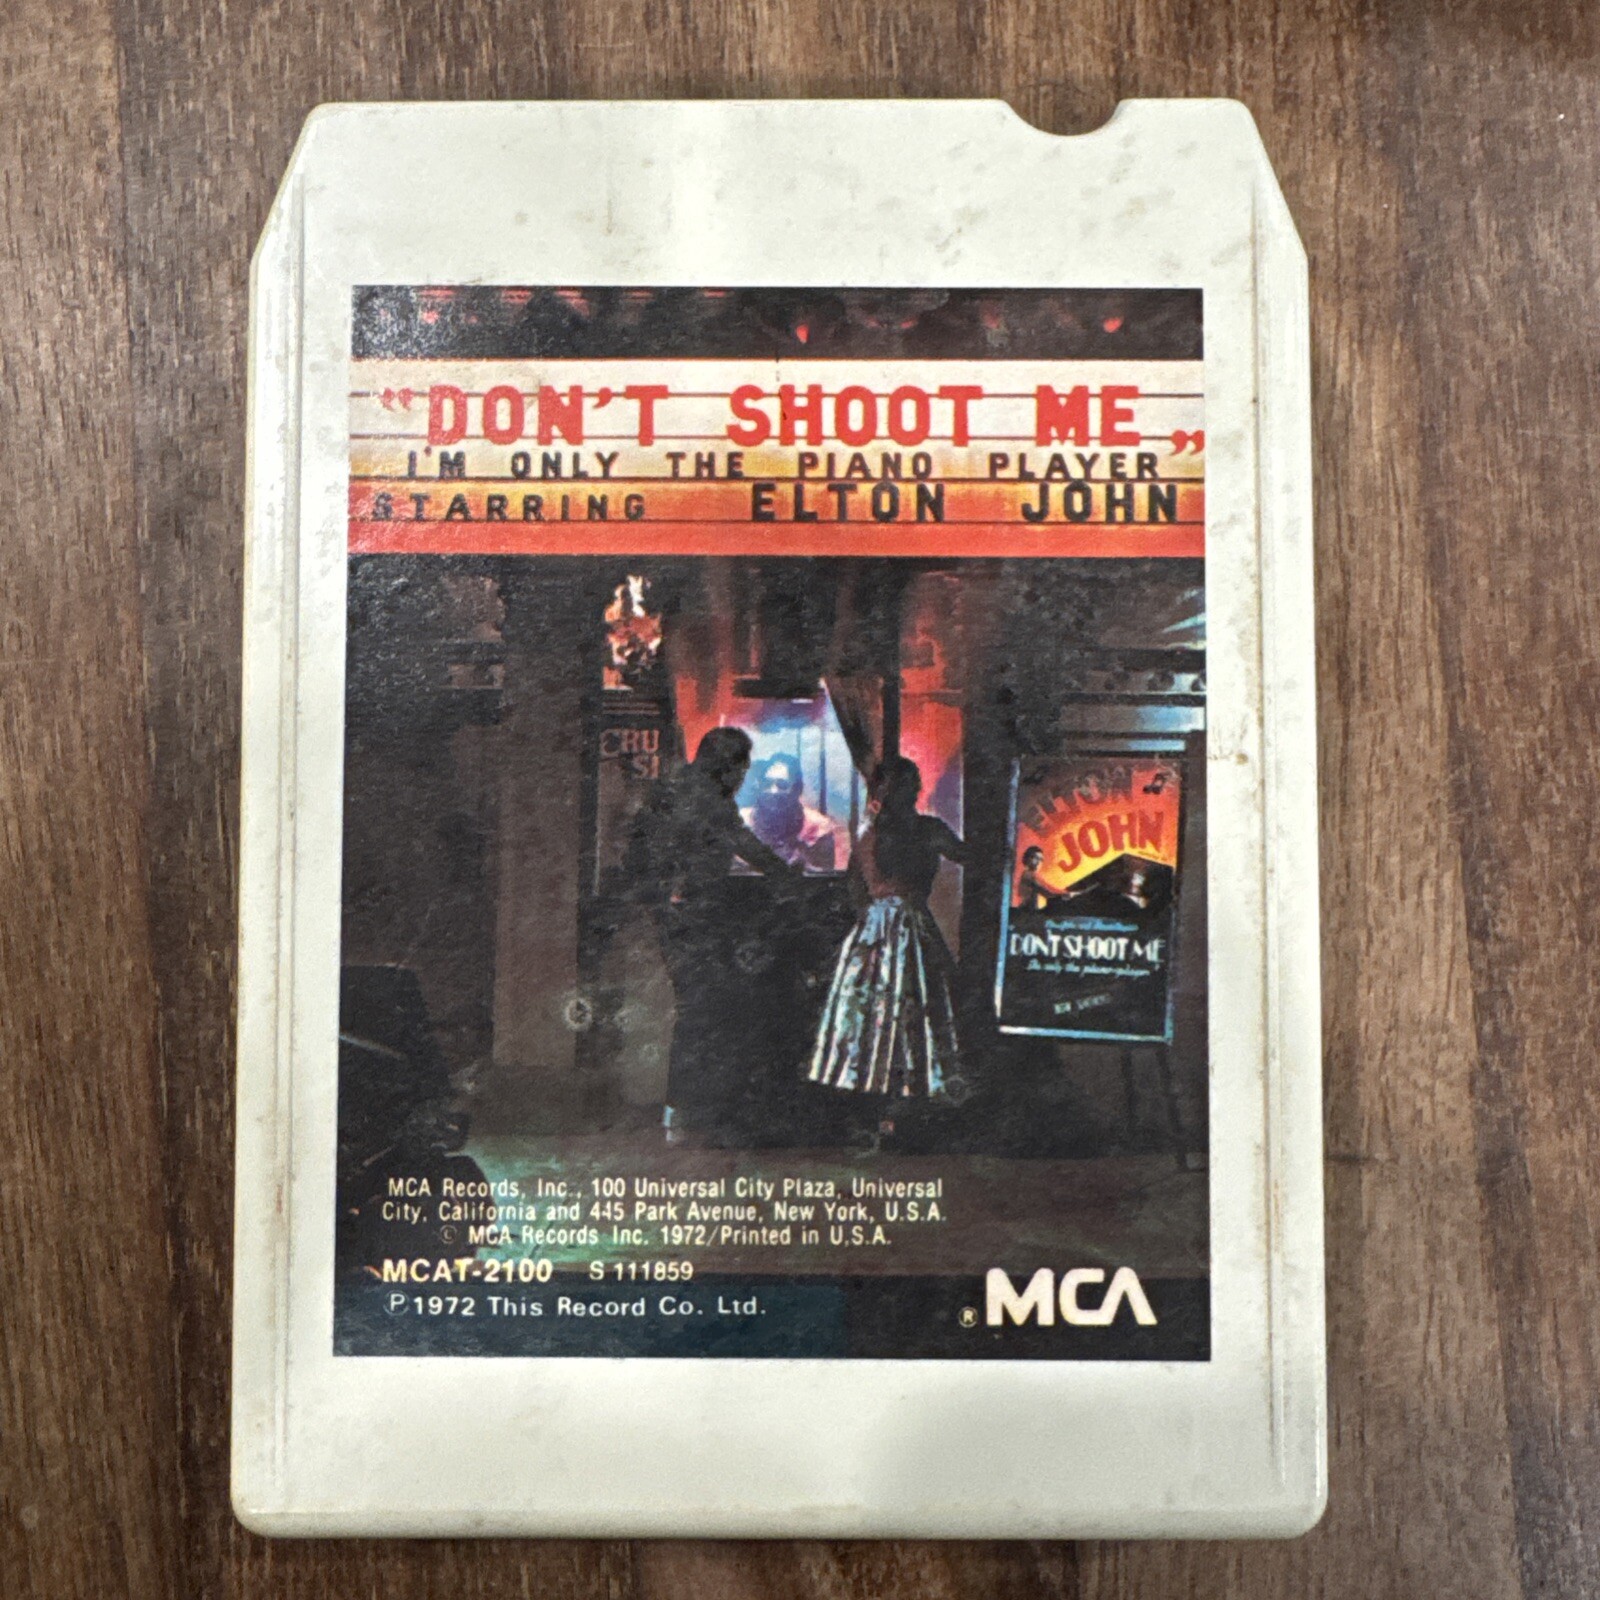 “DON'T SHOOT ME„
I'M ONLY THE PIANO PLAYER
STARRING ELTON JOHN
CRU
SI
ELTON
JOHN
DON'T SHOOT ME
MCA Records, Inc., 100 Universal City Plaza, Universal
City, California and 445 Park Avenue, New York, U.S.A.
© MCA Records Inc. 1972/Printed in U.S.A.
MCAT-2100 S 111859
℗ 1972 This Record Co. Ltd.
® MCA